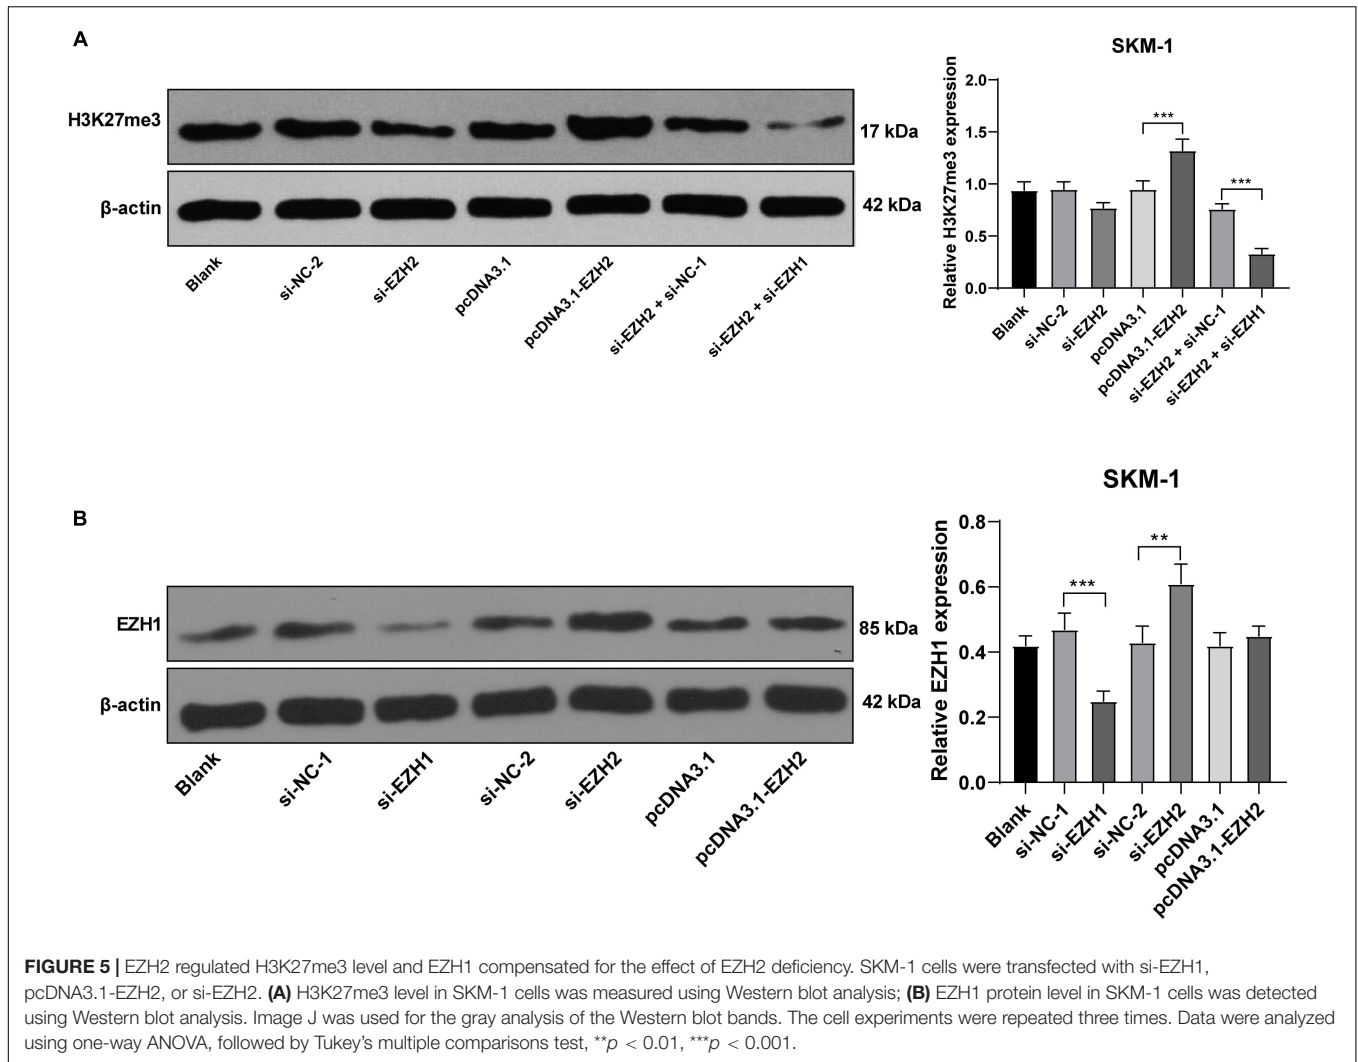 A
H3K27me3
17 kDa
β-actin
42 kDa
Blank
si-NC-2
si-EZH2
pcDNA3.1
pcDNA3.1-EZH2
si-EZH2 + si-NC-1
si-EZH2 + si-EZH1
SKM-1
Relative H3K27me3 expression
2.0
1.5
1.0
0.5
0.0
***
***
Blank
si-NC-2
si-EZH2
pcDNA3.1
pcDNA3.1-EZH2
si-EZH2 + si-NC-1
si-EZH2 + si-EZH1
B
EZH1
85 kDa
β-actin
42 kDa
Blank
si-NC-1
si-EZH1
si-NC-2
si-EZH2
pcDNA3.1
pcDNA3.1-EZH2
SKM-1
Relative EZH1 expression
0.8
0.6
0.4
0.2
0.0
***
**
Blank
si-NC-1
si-EZH1
si-NC-2
si-EZH2
pcDNA3.1
pcDNA3.1-EZH2
FIGURE 5 | EZH2 regulated H3K27me3 level and EZH1 compensated for the effect of EZH2 deficiency. SKM-1 cells were transfected with si-EZH1,
pcDNA3.1-EZH2, or si-EZH2. (A) H3K27me3 level in SKM-1 cells was measured using Western blot analysis; (B) EZH1 protein level in SKM-1 cells was detected
using Western blot analysis. Image J was used for the gray analysis of the Western blot bands. The cell experiments were repeated three times. Data were analyzed
using one-way ANOVA, followed by Tukey's multiple comparisons test, **p < 0.01, ***p < 0.001.